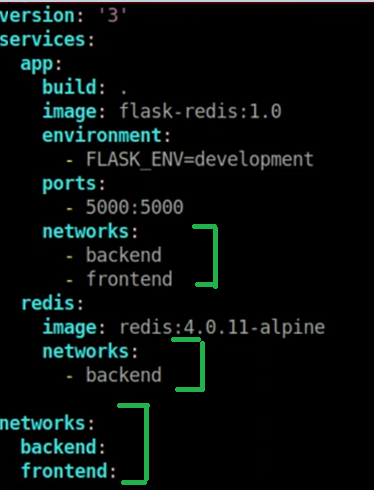 version: '3'
services:
  app:
    build: .
    image: flask-redis:1.0
    environment:
      - FLASK_ENV=development
    ports:
      - 5000:5000
    networks:
      - backend
      - frontend
  redis:
    image: redis:4.0.11-alpine
    networks:
      - backend

networks:
  backend:
  frontend: